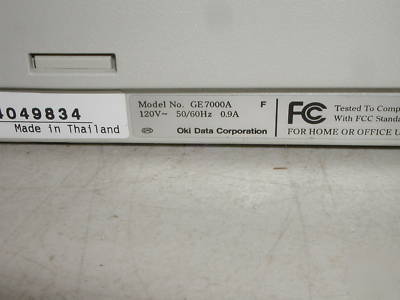 4049834
Made in Thailand
Model No. GE7000A F
120V~ 50/60Hz 0.9A
Oki Data Corporation
FC Tested To Comp
With FCC Standa
FOR HOME OR OFFICE U